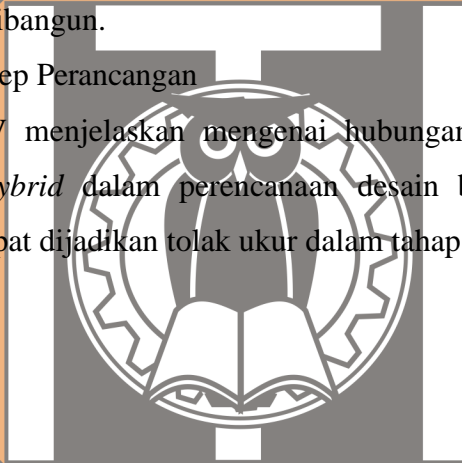 ibangun.
ep Perancangan
V menjelaskan mengenai hubungan
ybrid dalam perencanaan desain b
pat dijadikan tolak ukur dalam tahap